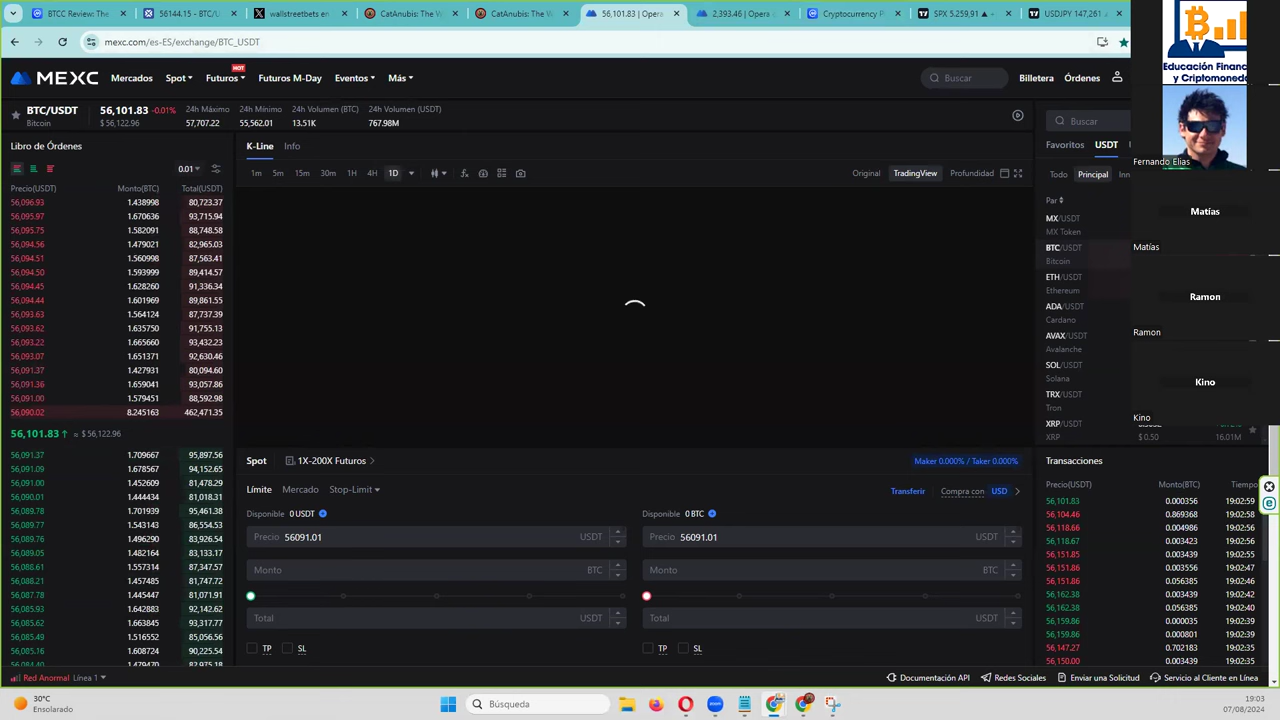 BTCC Review: The
56144.15 - BTC/U
wallstreetbets en
CatAnubis: The V
CatAnubis: The V
56,101.83 | Opera
2,393.46 | Opera
Cryptocurrency P
SPX 5.259,91 ▲ +
USDJPY 147,261
mexc.com/es-ES/exchange/BTC_USDT
MEXC
Mercados
Spot
Futuros
HOT
Futuros M-Day
Eventos
Más
Buscar
Billetera
Órdenes
BTC/USDT
Bitcoin
56,101.83 -0.01%
$ 56,122.96
24h Máximo
57,707.22
24h Mínimo
55,562.01
24h Volumen (BTC)
13.51K
24h Volumen (USDT)
767.98M
Libro de Órdenes
0.01
Precio(USDT) Monto(BTC) Total(USDT)
56,096.93 1.438998 80,723.37
56,095.97 1.670636 93,715.94
56,095.75 1.582091 88,748.58
56,094.56 1.479021 82,965.03
56,094.51 1.560998 87,563.41
56,094.50 1.593999 89,414.57
56,094.45 1.628260 91,336.34
56,094.44 1.601969 89,861.55
56,093.63 1.564124 87,737.39
56,093.62 1.635750 91,755.13
56,093.22 1.665660 93,432.23
56,093.07 1.651371 92,630.46
56,091.37 1.427931 80,094.60
56,091.36 1.659041 93,057.86
56,091.00 1.579451 88,592.98
56,090.02 8.245163 462,471.35
56,101.83 ↑ ≈ $ 56,122.96
56,091.37 1.709667 95,897.56
56,091.09 1.678567 94,152.65
56,091.00 1.452609 81,478.29
56,090.01 1.444434 81,018.31
56,089.78 1.701939 95,461.38
56,089.77 1.543143 86,554.53
56,089.76 1.496290 83,926.54
56,089.05 1.482164 83,133.17
56,088.61 1.557314 87,347.57
56,088.21 1.457485 81,747.72
56,087.78 1.445447 81,071.91
56,085.93 1.642883 92,142.62
56,085.62 1.663845 93,317.77
56,085.49 1.516552 85,056.56
56,085.16 1.608724 90,225.54
56,084.40 1.479470 82,975.18
K-Line
Info
1m 5m 15m 30m 1H 4H 1D
Original
TradingView
Profundidad
Spot
1X-200X Futuros
Maker 0.000% / Taker 0.000%
Límite
Mercado
Stop-Limit
Transferir
Compra con
USD
Disponible 0 USDT
Precio 56091.01 USDT
Monto BTC
Total USDT
TP SL
Disponible 0 BTC
Precio 56091.01 USDT
Monto BTC
Total USDT
TP SL
Buscar
Favoritos
USDT
Todo
Principal
Inn
Par
MX/USDT
MX Token
BTC/USDT
Bitcoin
ETH/USDT
Ethereum
ADA/USDT
Cardano
AVAX/USDT
Avalanche
SOL/USDT
Solana
TRX/USDT
Tron
XRP/USDT
XRP $ 0.50 16.01M
Educación Financ
y Criptomoneda
Fernando Elias
Matías
Matías
Ramon
Ramon
Kino
Kino
Transacciones
Precio(USDT) Monto(BTC) Tiempo
56,101.83 0.000356 19:02:59
56,104.46 0.869368 19:02:58
56,118.66 0.004986 19:02:56
56,118.67 0.003423 19:02:56
56,151.85 0.003439 19:02:55
56,151.86 0.003556 19:02:47
56,151.86 0.056385 19:02:46
56,162.38 0.003439 19:02:44
56,162.38 0.056385 19:02:40
56,159.86 0.000035 19:02:39
56,159.86 0.000801 19:02:39
56,147.27 0.702183 19:02:35
56,150.00 0.003439 19:02:35
Red Anormal Línea 1
Documentación API
Redes Sociales
Enviar una Solicitud
Servicio al Cliente en Línea
30°C
Ensolarado
Búsqueda
19:03
07/08/2024